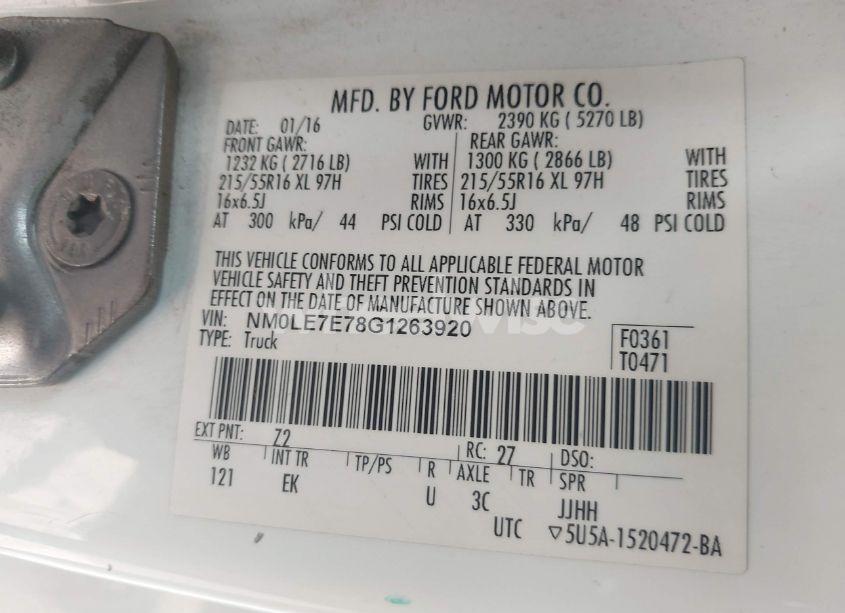 MFD. BY FORD MOTOR CO.
DATE: 01/16 GVWR: 2390 KG ( 5270 LB)
FRONT GAWR: REAR GAWR:
1232 KG ( 2716 LB) WITH 1300 KG ( 2866 LB) WITH
215/55R16 XL 97H TIRES 215/55R16 XL 97H TIRES
16x6.5J RIMS 16x6.5J RIMS
AT 300 kPa/ 44 PSI COLD AT 330 kPa/ 48 PSI COLD
THIS VEHICLE CONFORMS TO ALL APPLICABLE FEDERAL MOTOR
VEHICLE SAFETY AND THEFT PREVENTION STANDARDS IN
EFFECT ON THE DATE OF MANUFACTURE SHOWN ABOVE.
VIN: NM0LE7E78G1263920 F0361
TYPE: Truck T0471
EXT PNT: Z2 RC: 27 DSO:
WB INT TR TP/PS R AXLE TR SPR
121 EK U 3C JJHH
UTC ▽5U5A-1520472-BA